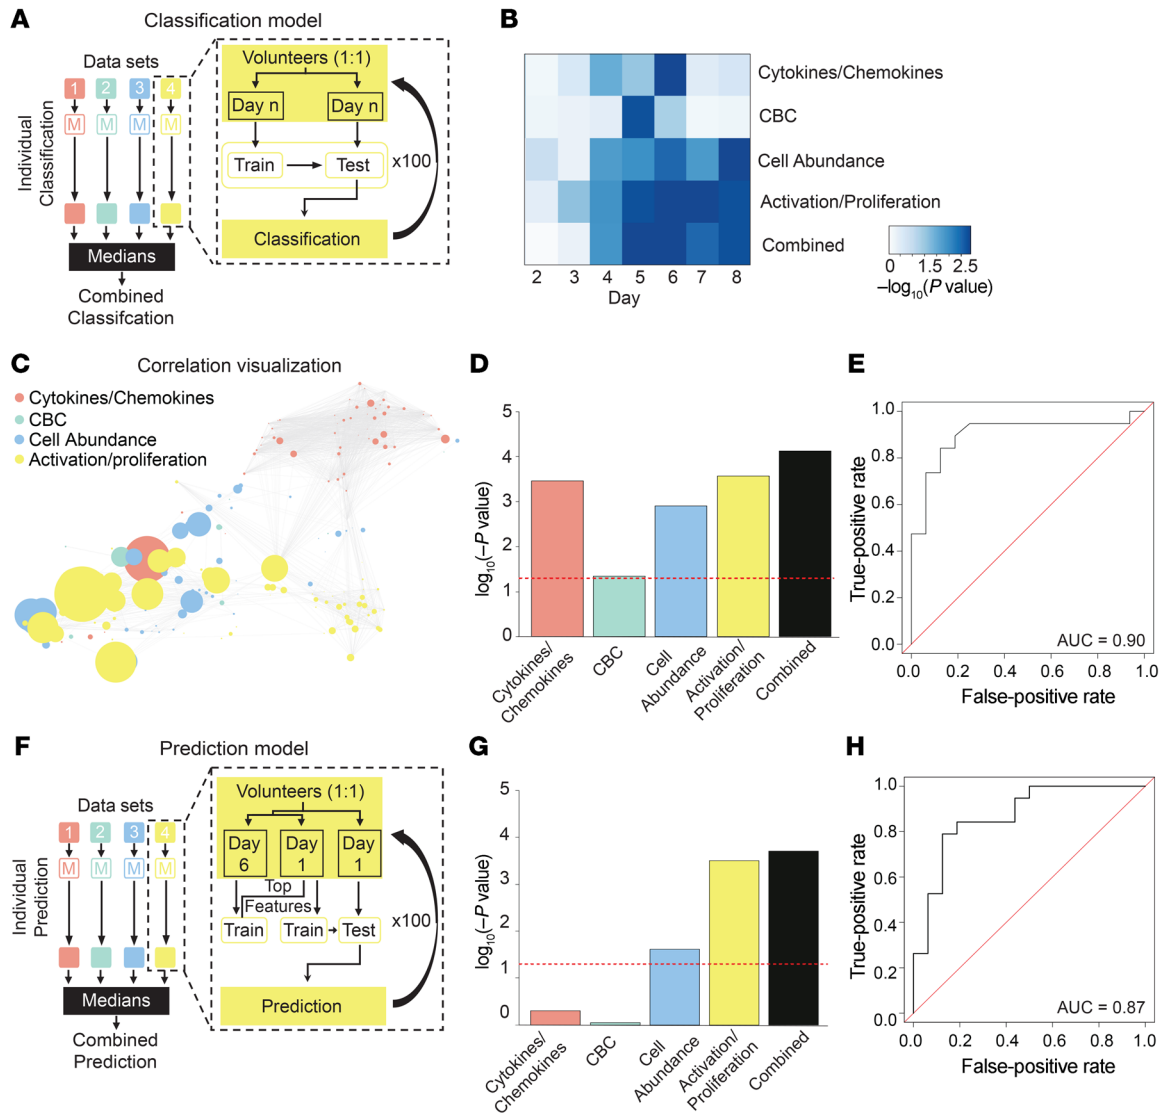 A
Classification model
Data sets
1 2 3 4
M M M M
Individual
Classification
Medians
Combined
Classifcation
Volunteers (1:1)
Day n Day n
Train Test
x100
Classification
B
Cytokines/Chemokines
CBC
Cell Abundance
Activation/Proliferation
Combined
2 3 4 5 6 7 8
Day
0 1.5 2.5
–log10(P value)
C
Correlation visualization
Cytokines/Chemokines
CBC
Cell Abundance
Activation/proliferation
D
5
4
3
2
1
0
log10(–P value)
Cytokines/
Chemokines
CBC
Cell
Abundance
Activation/
Proliferation
Combined
E
1.0
0.8
0.6
0.4
0.2
0.0
True-positive rate
AUC = 0.90
0.0 0.2 0.4 0.6 0.8 1.0
False-positive rate
F
Prediction model
Data sets
1 2 3 4
M M M M
Individual
Prediction
Medians
Combined
Prediction
Volunteers (1:1)
Day Day Day
6 1 1
Top
Features
Train Train Test
x100
Prediction
G
5
4
3
2
1
0
log10(–P value)
Cytokines/
Chemokines
CBC
Cell
Abundance
Activation/
Proliferation
Combined
H
1.0
0.8
0.6
0.4
0.2
0.0
True-positive rate
AUC = 0.87
0.0 0.2 0.4 0.6 0.8 1.0
False-positive rate